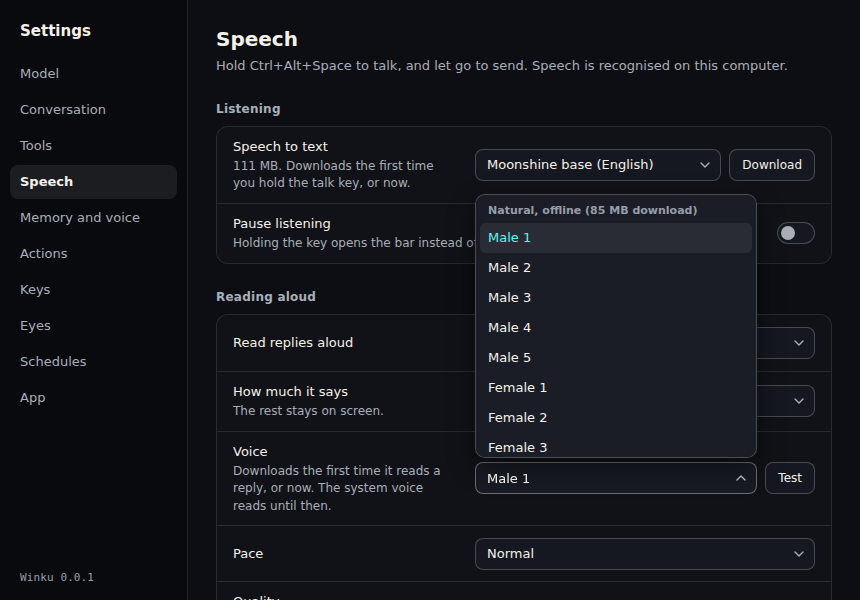 Settings
Model
Conversation
Tools
Speech
Memory and voice
Actions
Keys
Eyes
Schedules
App
Winku 0.0.1
Speech
Hold Ctrl+Alt+Space to talk, and let go to send. Speech is recognised on this computer.
Listening
Speech to text
111 MB. Downloads the first time
you hold the talk key, or now.
Moonshine base (English)
Download
Pause listening
Holding the key opens the bar instead
Natural, offline (85 MB download)
Male 1
Male 2
Male 3
Male 4
Male 5
Female 1
Female 2
Female 3
Reading aloud
Read replies aloud
How much it says
The rest stays on screen.
Voice
Downloads the first time it reads a
reply, or now. The system voice
reads until then.
Male 1
Test
Pace
Normal